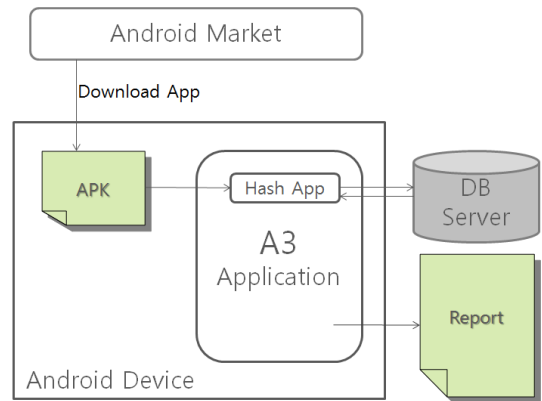 Android Market
Download App
APK
Hash App
DB
Server
A3
Application
Report
Android Device